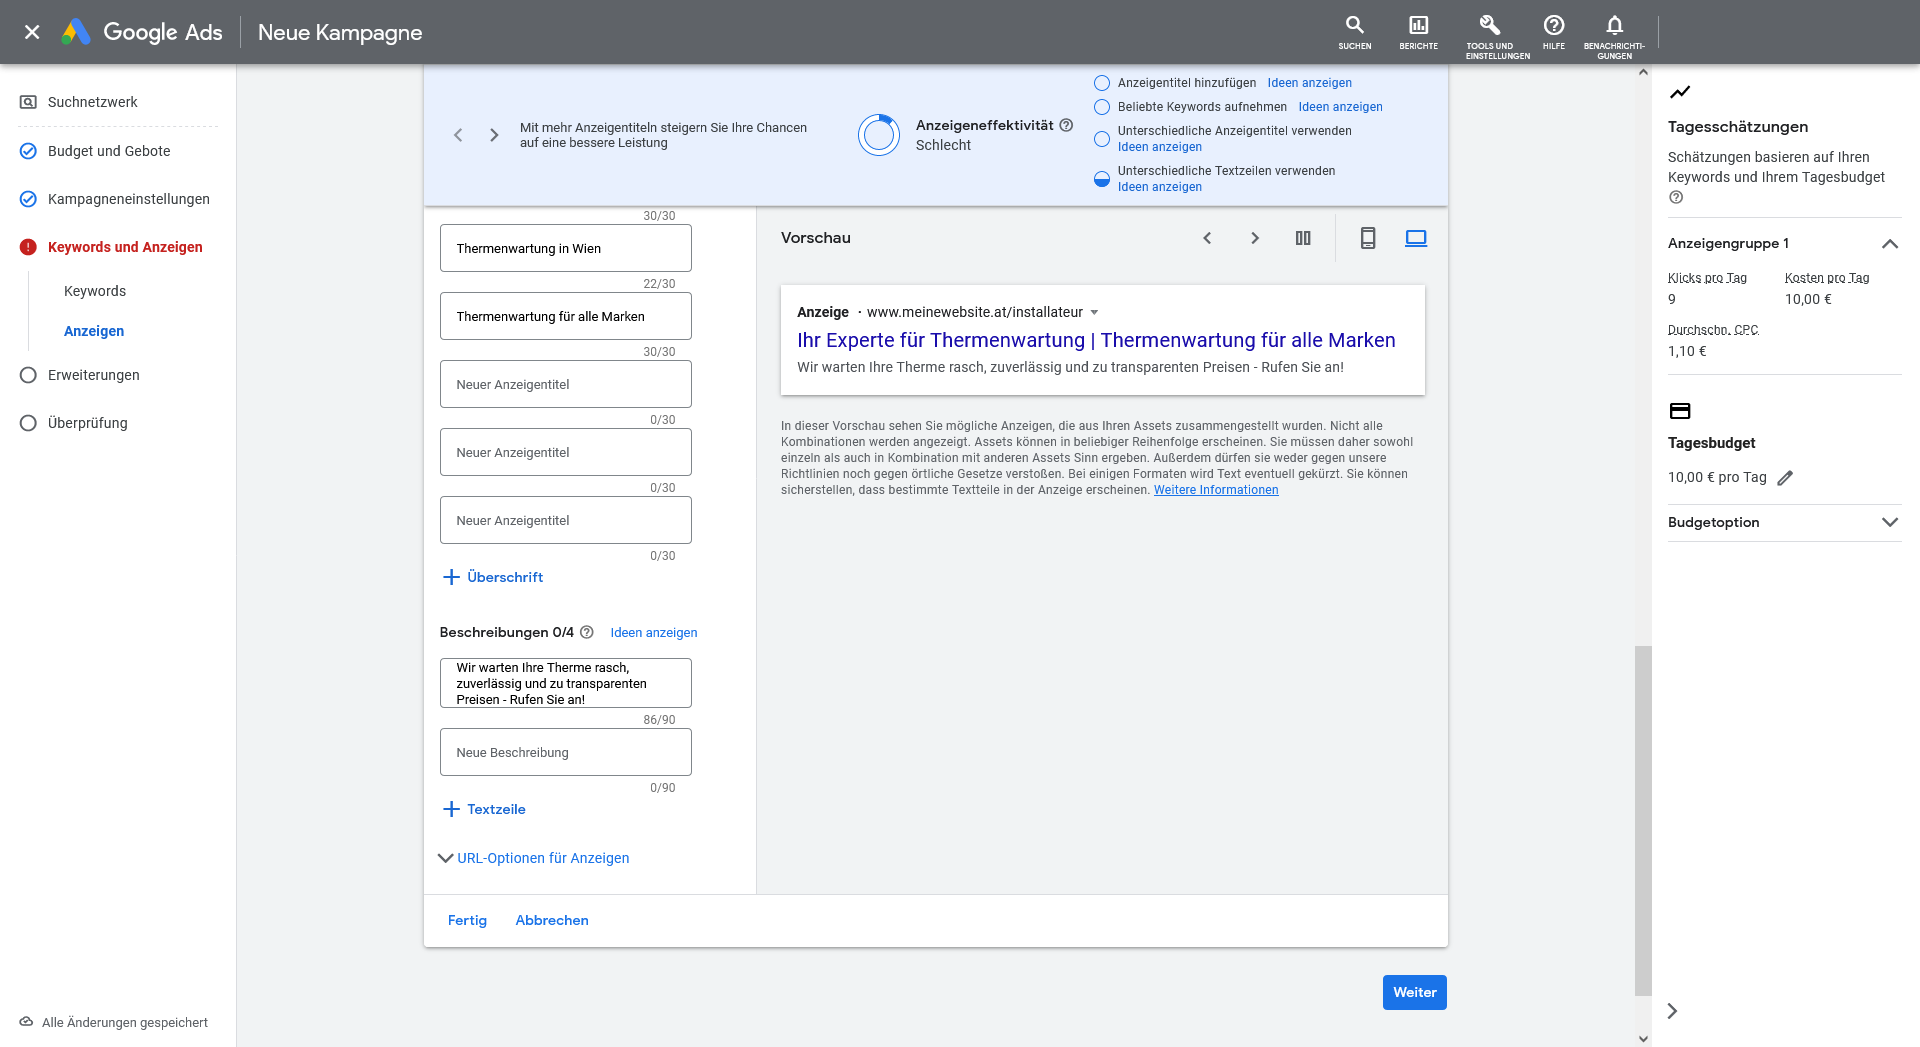 Google Ads
Neue Kampagne
SUCHEN
BERICHTE
TOOLS UND
EINSTELLUNGEN
HILFE
BENACHRICHTI-
GUNGEN
Suchnetzwerk
Budget und Gebote
Kampagneneinstellungen
Keywords und Anzeigen
Keywords
Anzeigen
Erweiterungen
Überprüfung
Alle Änderungen gespeichert
Mit mehr Anzeigentiteln steigern Sie Ihre Chancen
auf eine bessere Leistung
Anzeigeneffektivität
Schlecht
Anzeigentitel hinzufügen Ideen anzeigen
Beliebte Keywords aufnehmen Ideen anzeigen
Unterschiedliche Anzeigentitel verwenden
Ideen anzeigen
Unterschiedliche Textzeilen verwenden
Ideen anzeigen
30/30
Thermenwartung in Wien
22/30
Thermenwartung für alle Marken
30/30
Neuer Anzeigentitel
0/30
Neuer Anzeigentitel
0/30
Neuer Anzeigentitel
0/30
Überschrift
Beschreibungen 0/4 Ideen anzeigen
Wir warten Ihre Therme rasch,
zuverlässig und zu transparenten
Preisen - Rufen Sie an!
86/90
Neue Beschreibung
0/90
Textzeile
URL-Optionen für Anzeigen
Fertig Abbrechen
Vorschau
Anzeige · www.meinewebsite.at/installateur
Ihr Experte für Thermenwartung | Thermenwartung für alle Marken
Wir warten Ihre Therme rasch, zuverlässig und zu transparenten Preisen - Rufen Sie an!
In dieser Vorschau sehen Sie mögliche Anzeigen, die aus Ihren Assets zusammengestellt wurden. Nicht alle
Kombinationen werden angezeigt. Assets können in beliebiger Reihenfolge erscheinen. Sie müssen daher sowohl
einzeln als auch in Kombination mit anderen Assets Sinn ergeben. Außerdem dürfen sie weder gegen unsere
Richtlinien noch gegen örtliche Gesetze verstoßen. Bei einigen Formaten wird Text eventuell gekürzt. Sie können
sicherstellen, dass bestimmte Textteile in der Anzeige erscheinen. Weitere Informationen
Weiter
Tagesschätzungen
Schätzungen basieren auf Ihren
Keywords und Ihrem Tagesbudget
Anzeigengruppe 1
Klicks pro Tag Kosten pro Tag
9 10,00 €
Durchschn. CPC
1,10 €
Tagesbudget
10,00 € pro Tag
Budgetoption